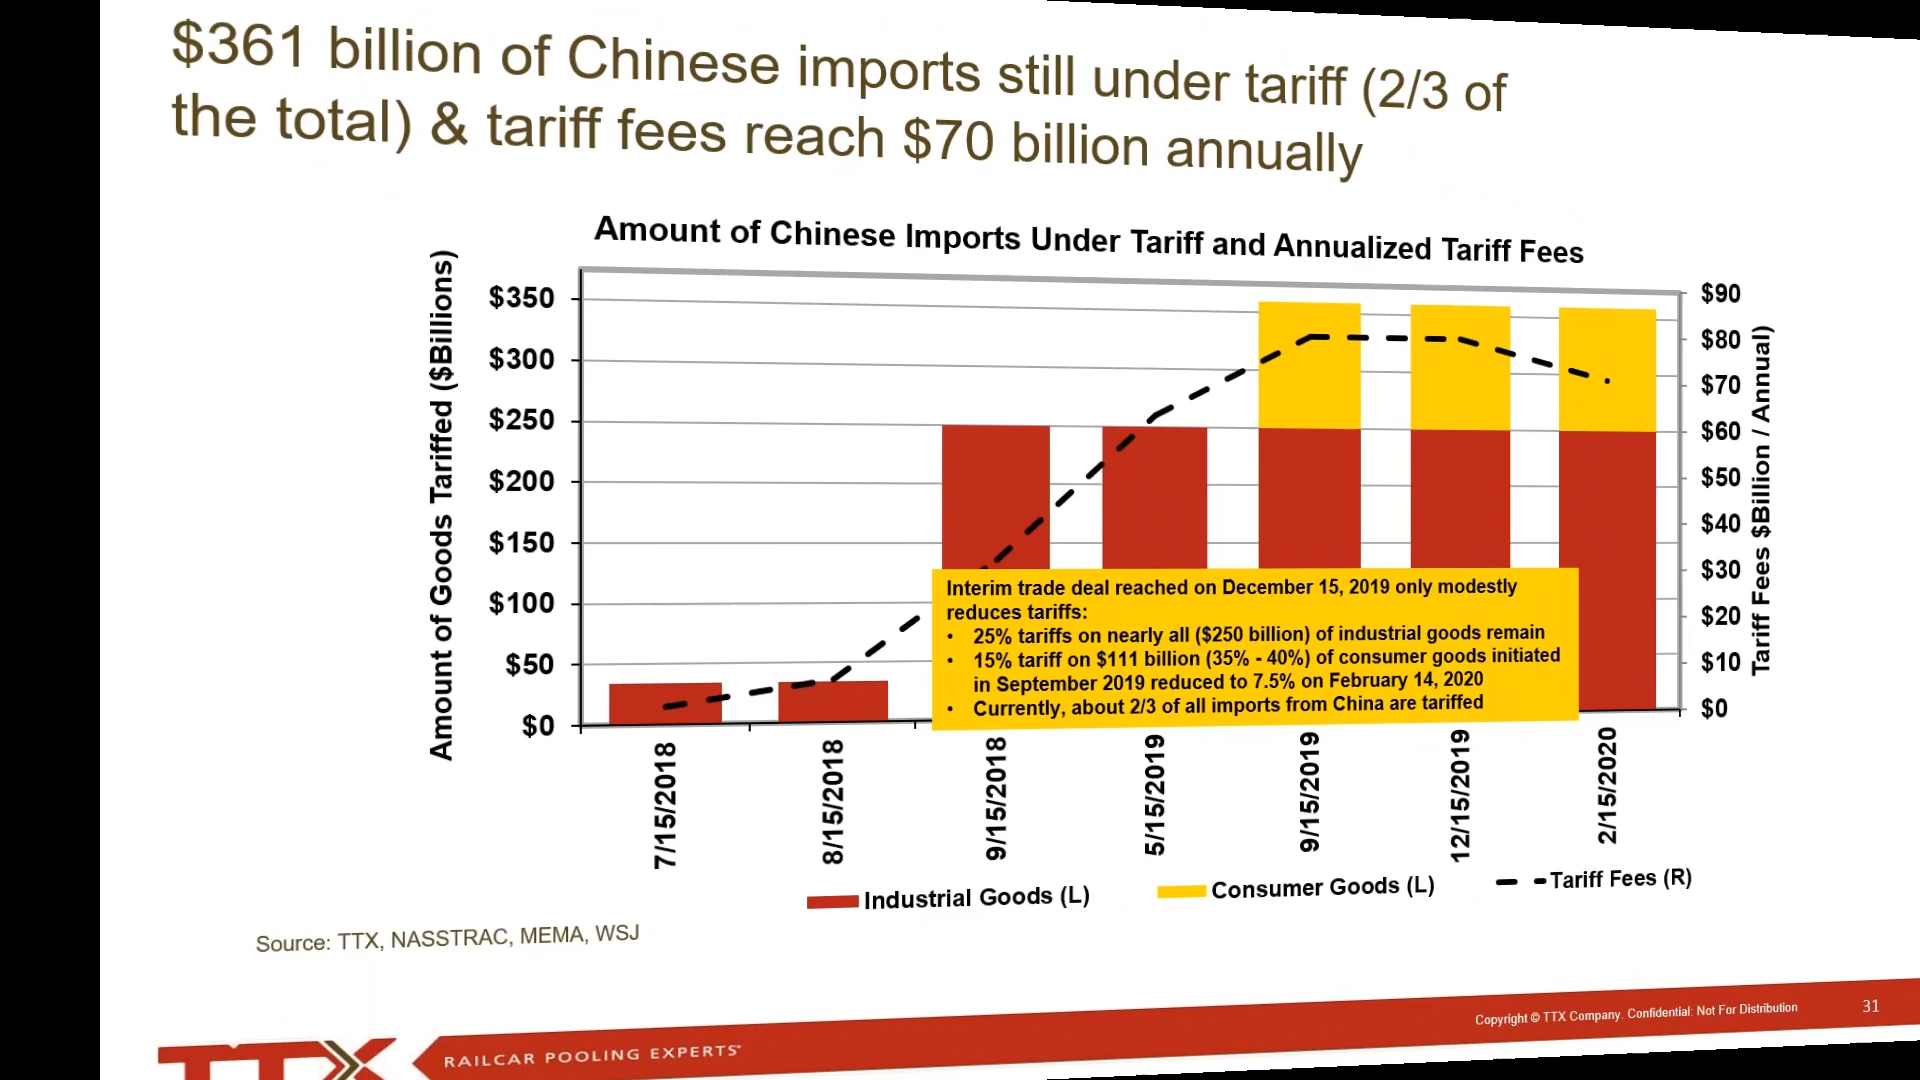 $361 billion of Chinese imports still under tariff (2/3 of
the total) & tariff fees reach $70 billion annually
Amount of Chinese Imports Under Tariff and Annualized Tariff Fees
Amount of Goods Tariffed ($Billions)
$350
$300
$250
$200
$150
$100
$50
$0
$90
$80
$70
$60
$50
$40
$30
$20
$10
$0
Tariff Fees $Billion / Annual)
Interim trade deal reached on December 15, 2019 only modestly
reduces tariffs:
• 25% tariffs on nearly all ($250 billion) of industrial goods remain
• 15% tariff on $111 billion (35% - 40%) of consumer goods initiated
in September 2019 reduced to 7.5% on February 14, 2020
• Currently, about 2/3 of all imports from China are tariffed
7/15/2018
8/15/2018
9/15/2018
5/15/2019
9/15/2019
12/15/2019
2/15/2020
Industrial Goods (L)
Consumer Goods (L)
Tariff Fees (R)
Source: TTX, NASSTRAC, MEMA, WSJ
Copyright © TTX Company. Confidential: Not For Distribution
31
TTX
RAILCAR POOLING EXPERTS